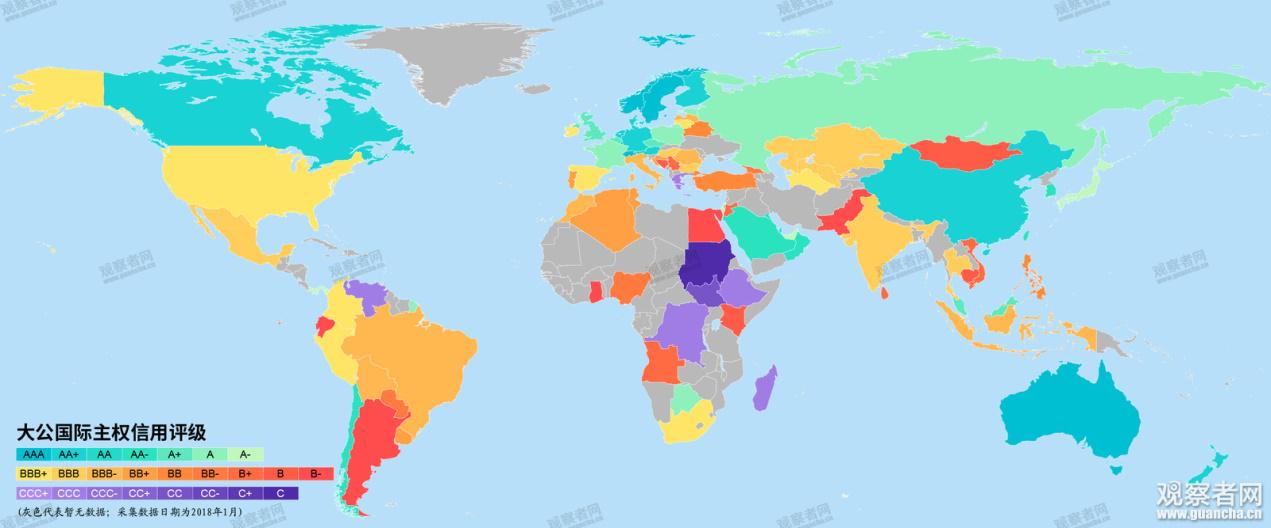 大公国际主权信用评级
AAA AA+ AA AA- A+ A A-
BBB+ BBB BBB- BB+ BB BB- B+ B B-
CCC+ CCC CCC- CC+ CC CC- C+ C
(灰色代表暂无数据；采集数据日期为2018年1月)
观察者网
www.guancha.cn